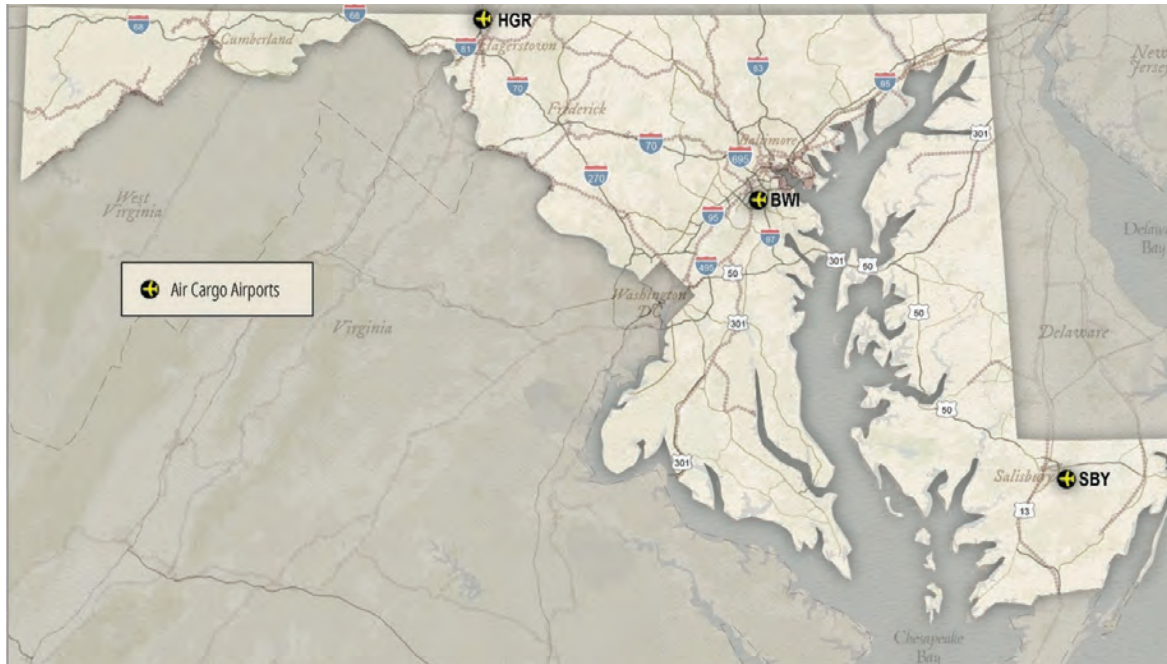 68
68
HGR
Cumberland
81
Hagerstown
70
83
95
New
Jersey
Frederick
301
70
695
Baltimore
270
BWI
West
Virginia
95
97
Delaware
Bay
301
50
495
50
Air Cargo Airports
Washington
DC
Virginia
301
50
Delaware
50
301
Salisbury
SBY
13
Chesapeake
Bay